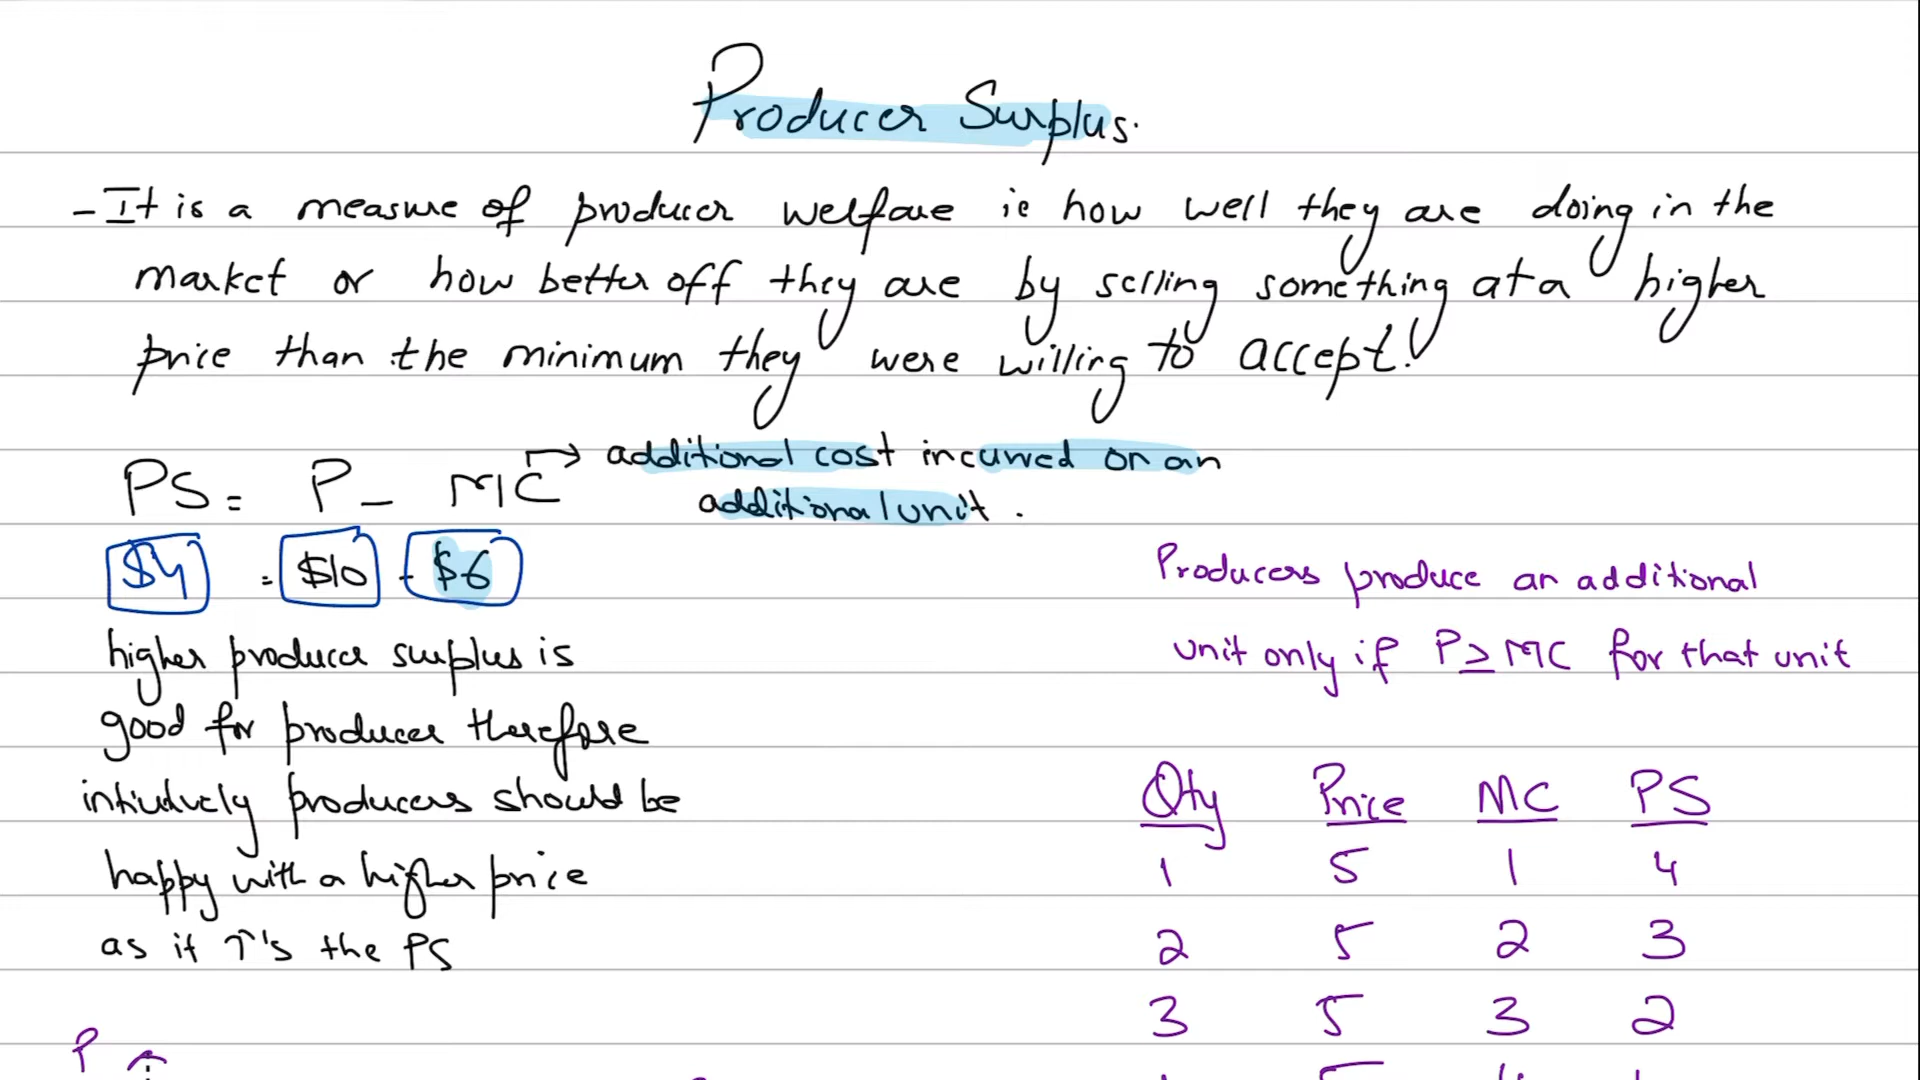 Producer Surplus.
- It is a measure of producer welfare ie how well they are doing in the
market or how better off they are by selling something at a higher
price than the minimum they were willing to accept.
PS = P - MC → additional cost incurred on an
additional unit.
$4 = $10 - $6
higher producer surplus is
good for producer therefore
intiutvely producers should be
happy with a higher price
as it ↑'s the PS
P
Producers produce an additional
unit only if P ≥ MC for that unit
Qty Price MC PS
1 5 1 4
2 5 2 3
3 5 3 2